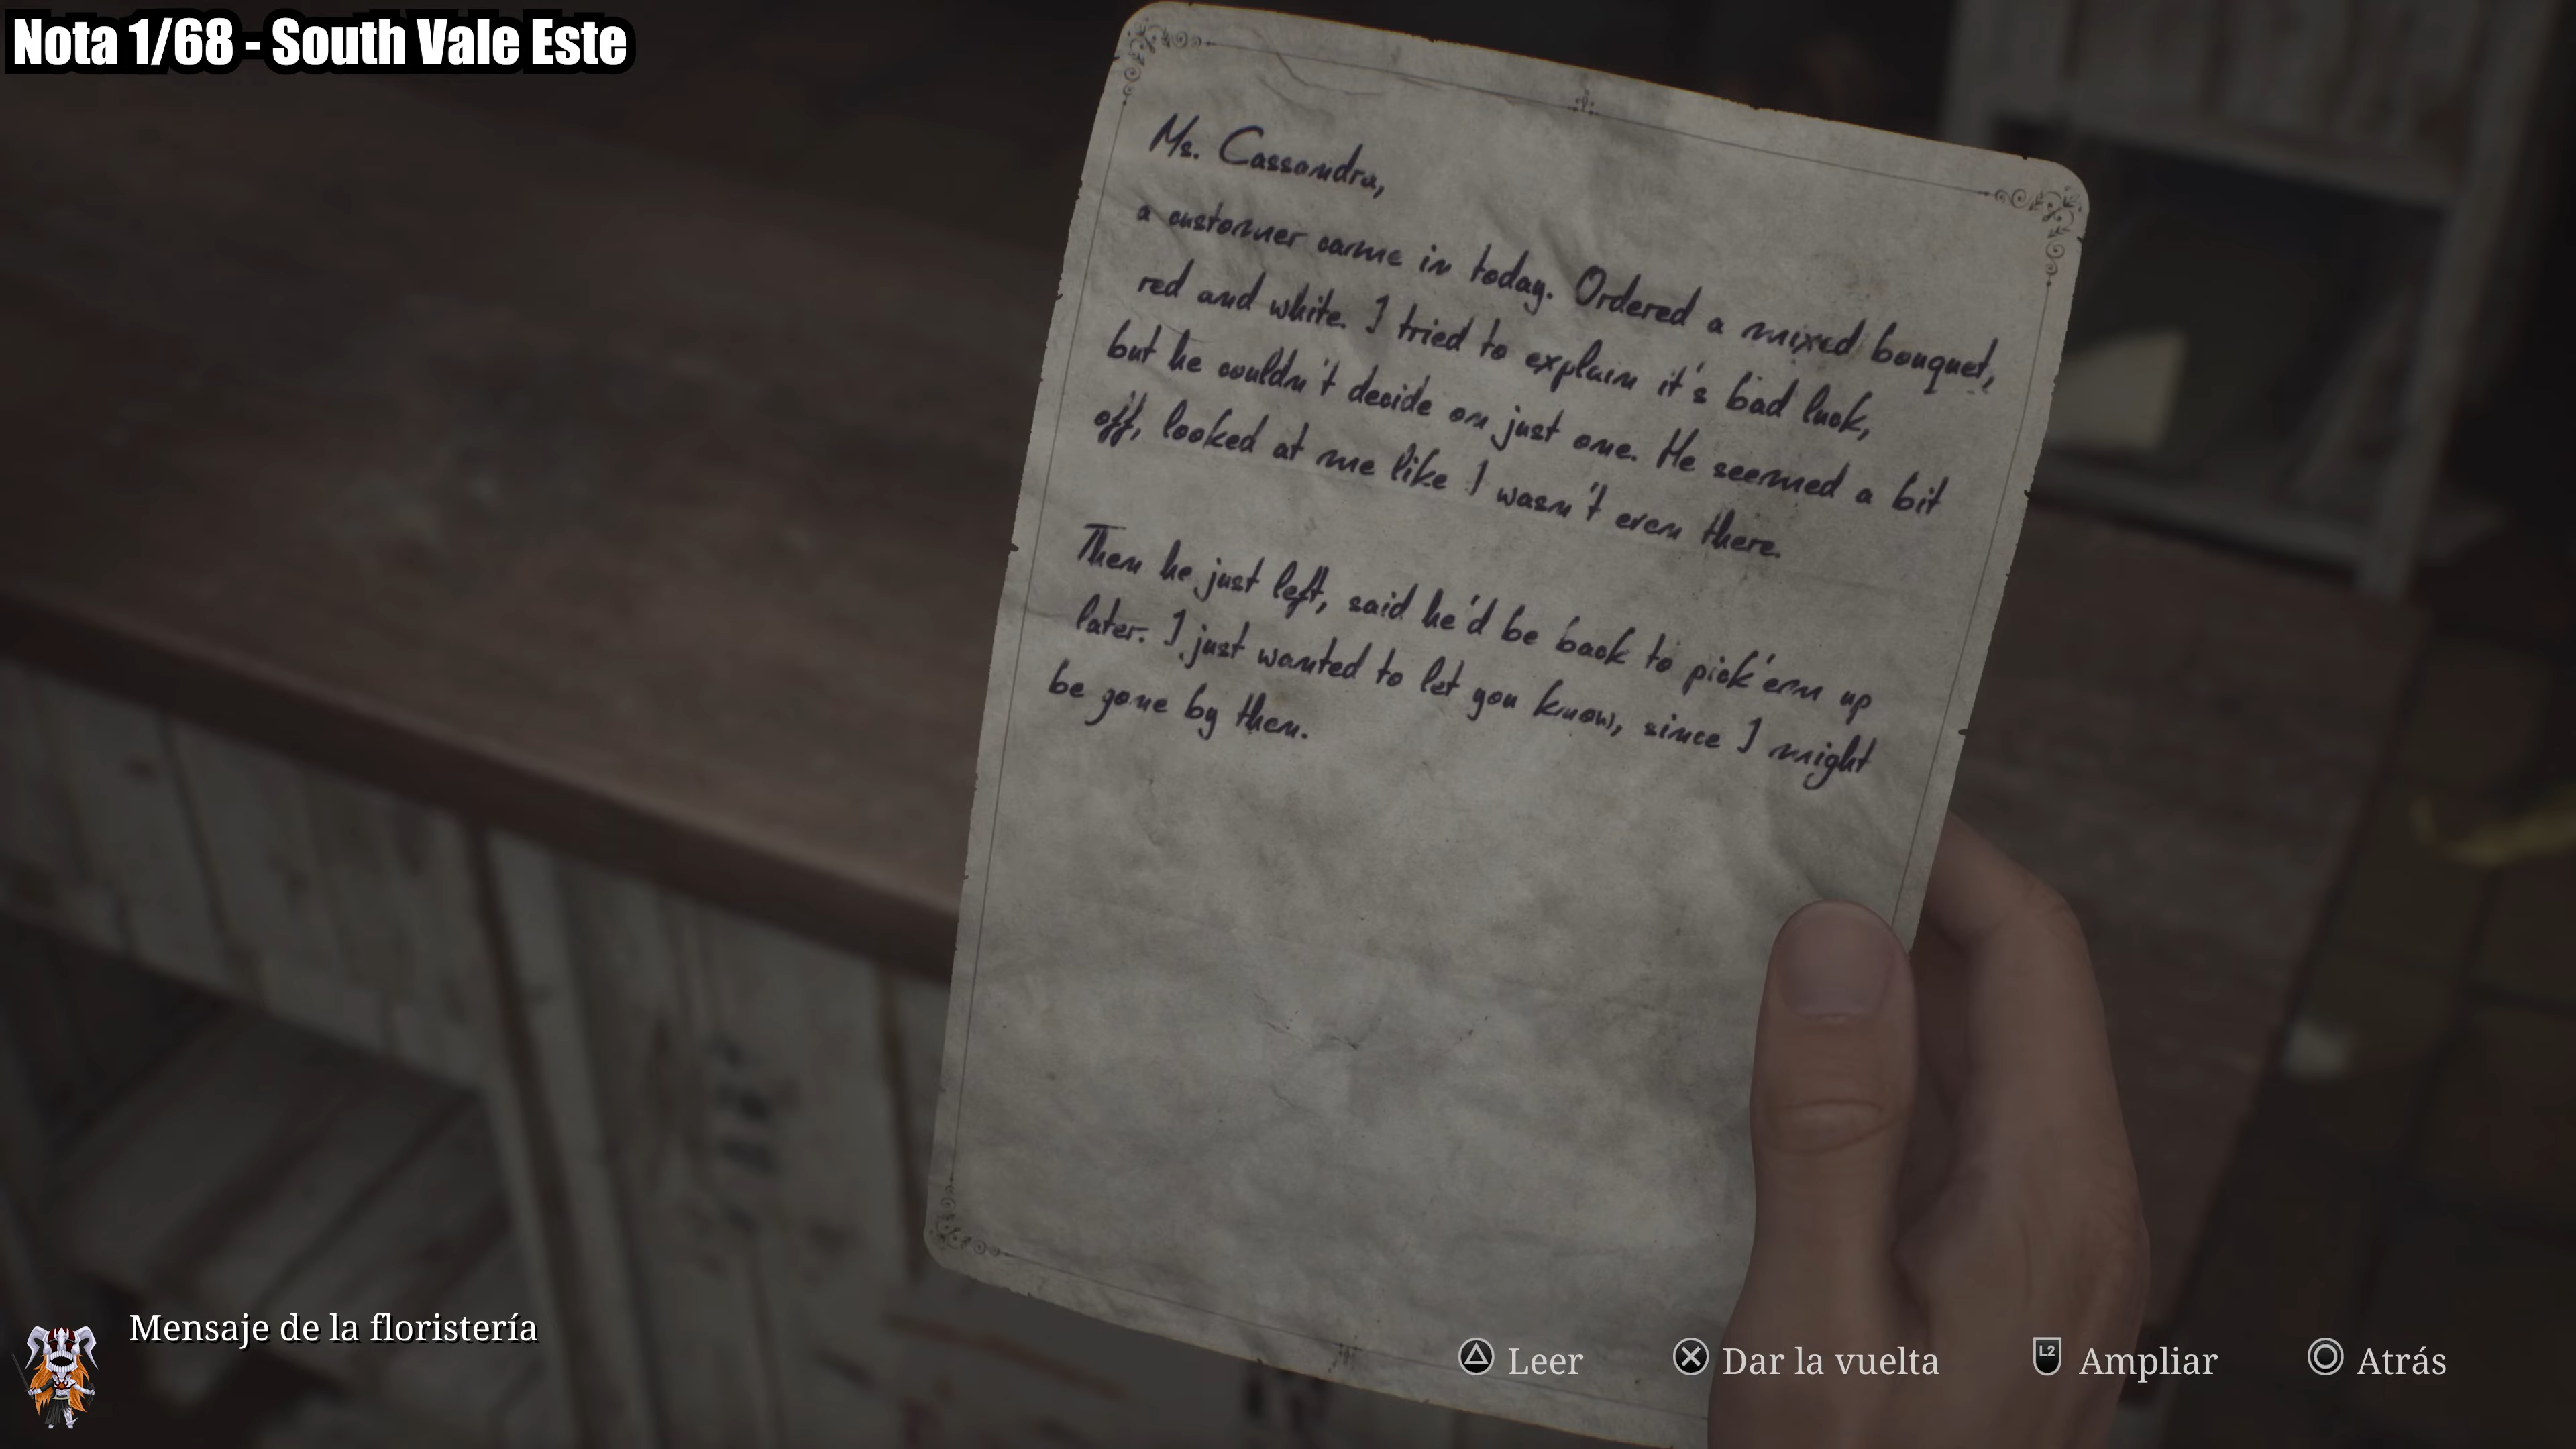 Nota 1/68 - South Vale Este
Ms. Cassandra,
a customer came in today. Ordered a mixed bouquet,
red and white. I tried to explain it's bad luck,
but he couldn't decide on just one. He seemed a bit
off, looked at me like I wasn't even there.
Then he just left, said he'd be back to pick'em up
later. I just wanted to let you know, since I might
be gone by then.
Mensaje de la floristería
Leer
Dar la vuelta
L2 Ampliar
Atrás